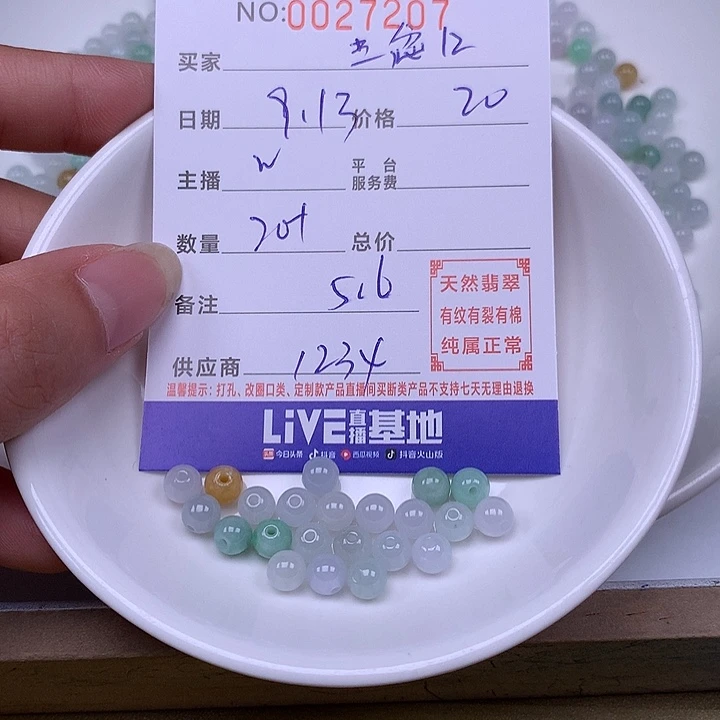 NO:0027207
买家
日期 9.13 价格 20
主播 w 平台服务费
数量 20+ 总价
备注 5.6
供应商 1234
天然翡翠
有纹有裂有棉
纯属正常
温馨提示：打孔、改圈口类、定制款产品直播间买断类产品不支持七天无理由退换
LiVE直播基地
今日头条 抖音 西瓜视频 抖音火山版